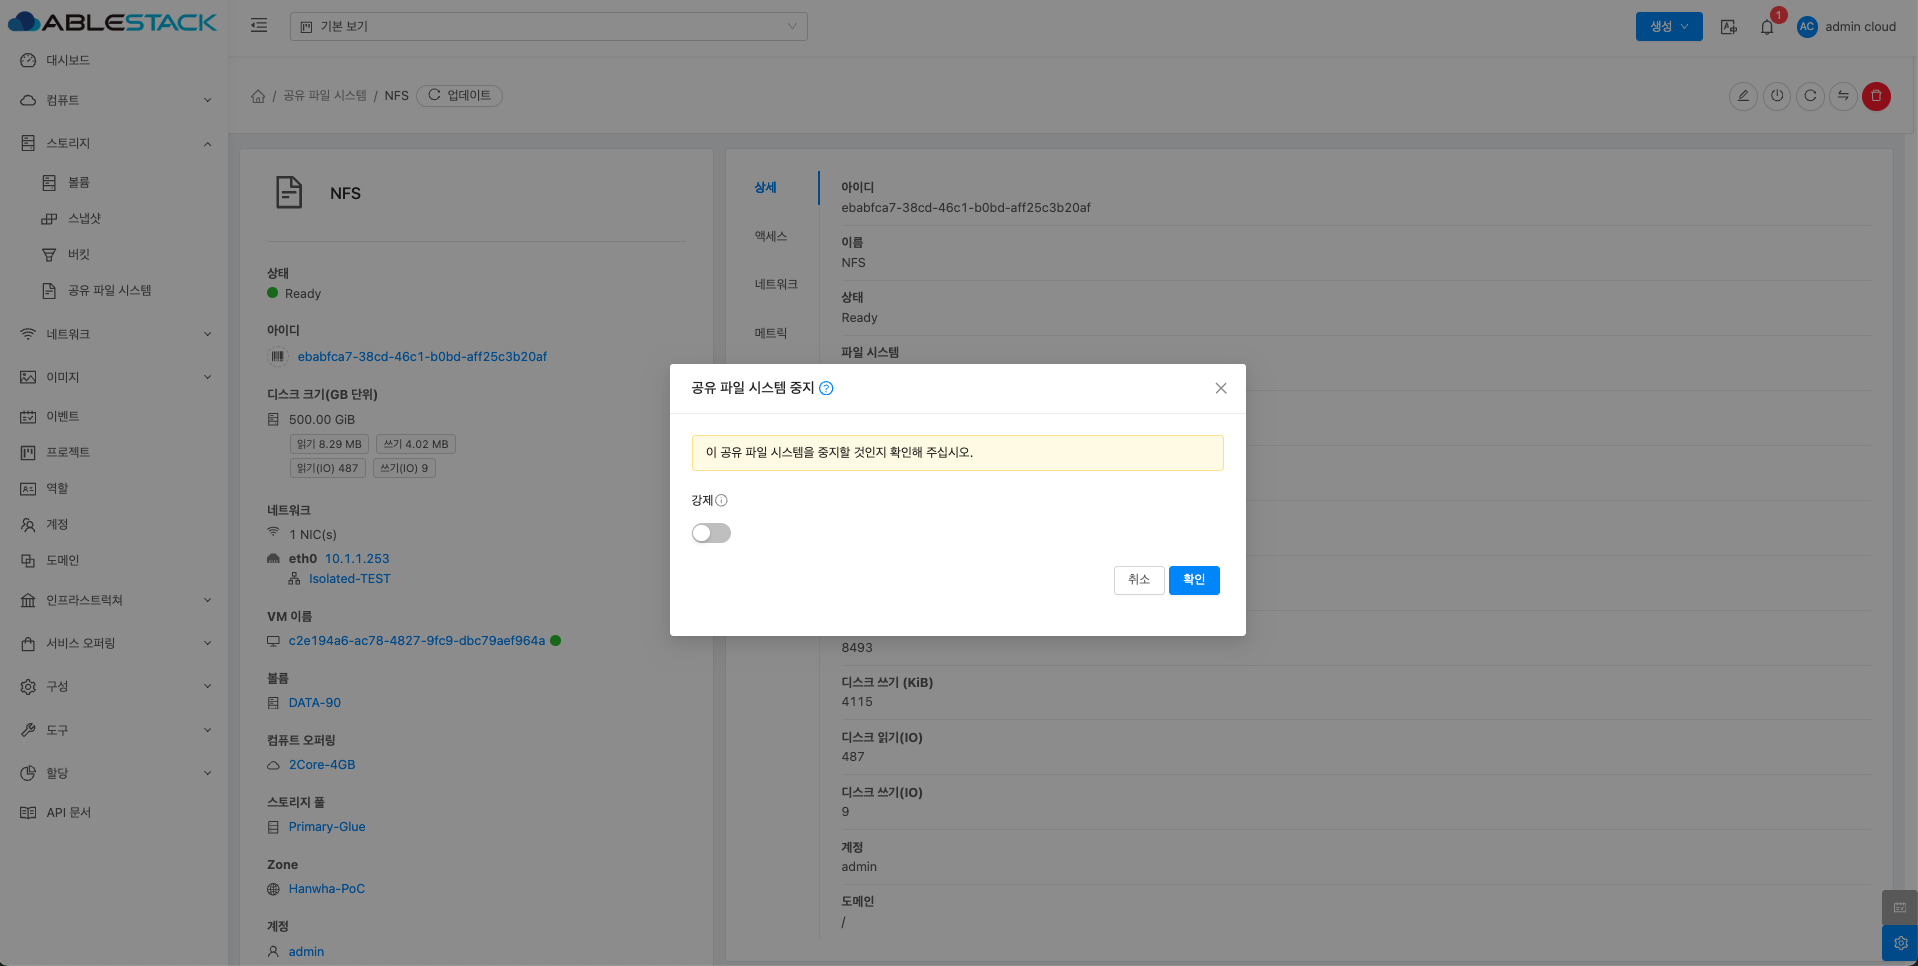 ABLESTACK
기본 보기
생성
1
AC
admin cloud
대시보드
컴퓨트
스토리지
볼륨
스냅샷
버킷
공유 파일 시스템
네트워크
이미지
이벤트
프로젝트
역할
계정
도메인
인프라스트럭쳐
서비스 오퍼링
구성
도구
할당
API 문서
/ 공유 파일 시스템 / NFS 업데이트
NFS
상태
Ready
아이디
ebabfca7-38cd-46c1-b0bd-aff25c3b20af
디스크 크기(GB 단위)
500.00 GiB
읽기 8.29 MB 쓰기 4.02 MB
읽기(IO) 487 쓰기(IO) 9
네트워크
1 NIC(s)
eth0 10.1.1.253
Isolated-TEST
VM 이름
c2e194a6-ac78-4827-9fc9-dbc79aef964a
볼륨
DATA-90
컴퓨트 오퍼링
2Core-4GB
스토리지 풀
Primary-Glue
Zone
Hanwha-PoC
계정
admin
상세
액세스
네트워크
메트릭
아이디
ebabfca7-38cd-46c1-b0bd-aff25c3b20af
이름
NFS
상태
Ready
파일 시스템
공유 파일 시스템 중지
이 공유 파일 시스템을 중지할 것인지 확인해 주십시오.
강제
취소
확인
8493
디스크 쓰기 (KiB)
4115
디스크 읽기(IO)
487
디스크 쓰기(IO)
9
계정
admin
도메인
/